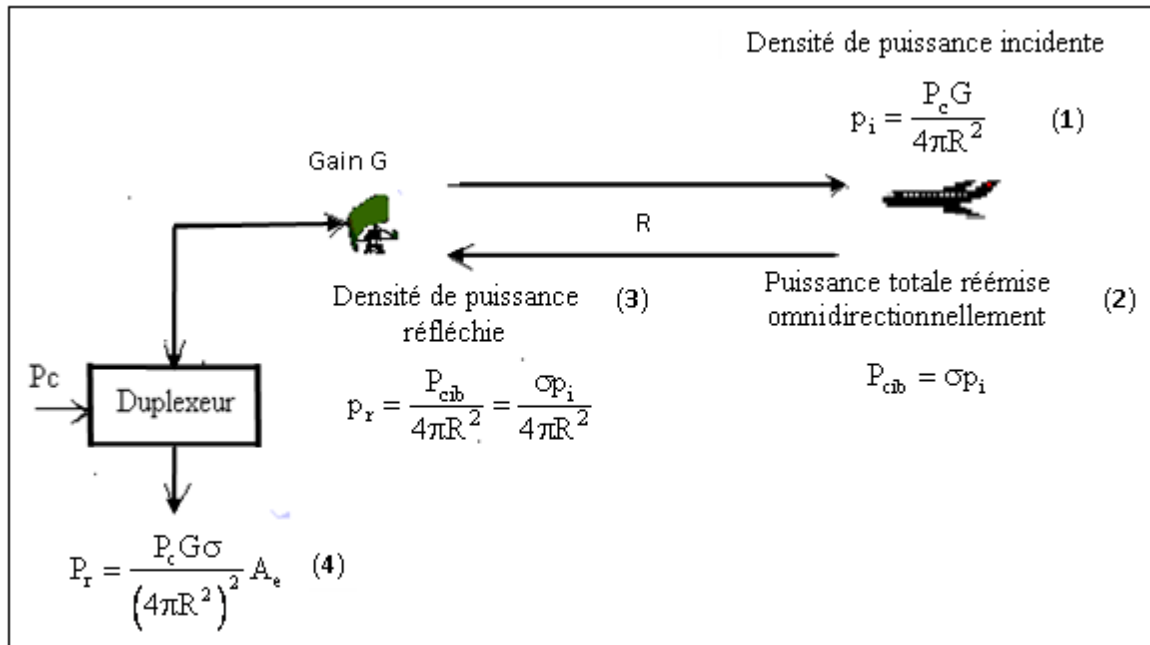 Densité de puissance incidente
p_i = P_c G / 4πR² (1)
Gain G
R
Densité de puissance (3)
réfléchie
Puissance totale réémise (2)
omnidirectionnellement
Pc
Duplexeur
p_r = P_cib / 4πR² = σp_i / 4πR²
P_cib = σp_i
P_r = P_c Gσ / (4πR²)² A_e (4)